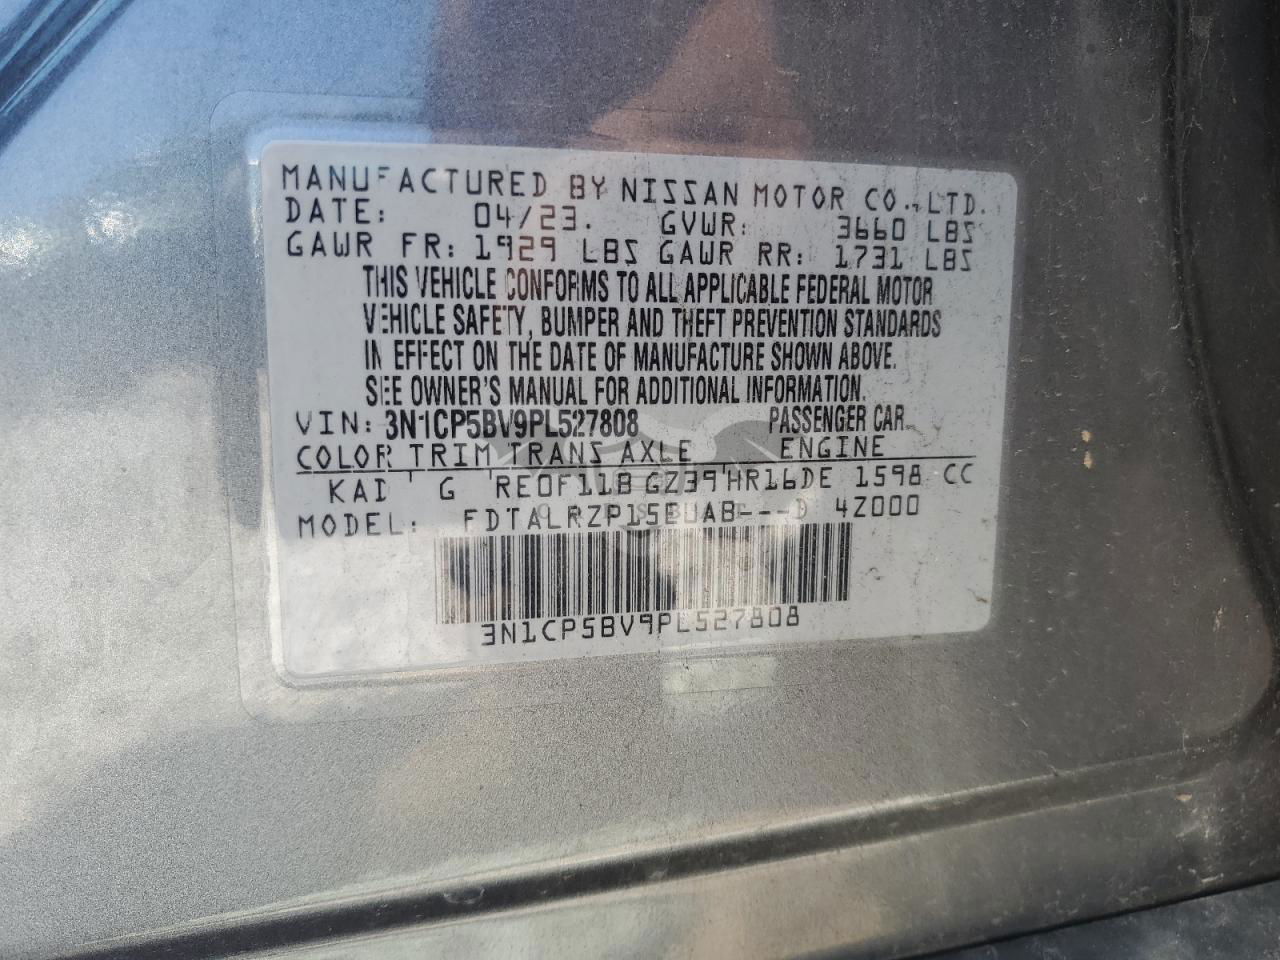 MANUFACTURED BY NISSAN MOTOR CO., LTD.
DATE: 04/23. GVWR: 3660 LBS
GAWR FR: 1929 LBS GAWR RR: 1731 LBS
THIS VEHICLE CONFORMS TO ALL APPLICABLE FEDERAL MOTOR
VEHICLE SAFETY, BUMPER AND THEFT PREVENTION STANDARDS
IN EFFECT ON THE DATE OF MANUFACTURE SHOWN ABOVE.
SEE OWNER'S MANUAL FOR ADDITIONAL INFORMATION.
VIN: 3N1CP5BV9PL527808 PASSENGER CAR
COLOR TRIM TRANS AXLE ENGINE
KAD G RE0F11B GZ39 HR16DE 1598 CC
MODEL: FDTALRZP15EUAB---D 4Z000
3N1CP5BV9PL527808